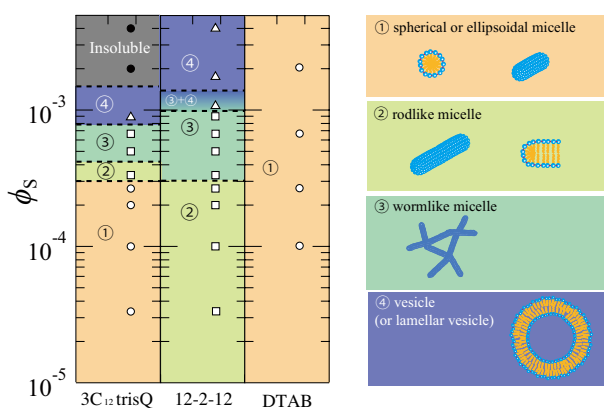 Insoluble
④
③
②
①
④
③+④
③
②
①
ϕS
10⁻³
10⁻⁴
10⁻⁵
3C₁₂trisQ
12-2-12
DTAB
① spherical or ellipsoidal micelle
② rodlike micelle
③ wormlike micelle
④ vesicle
(or lamellar vesicle)